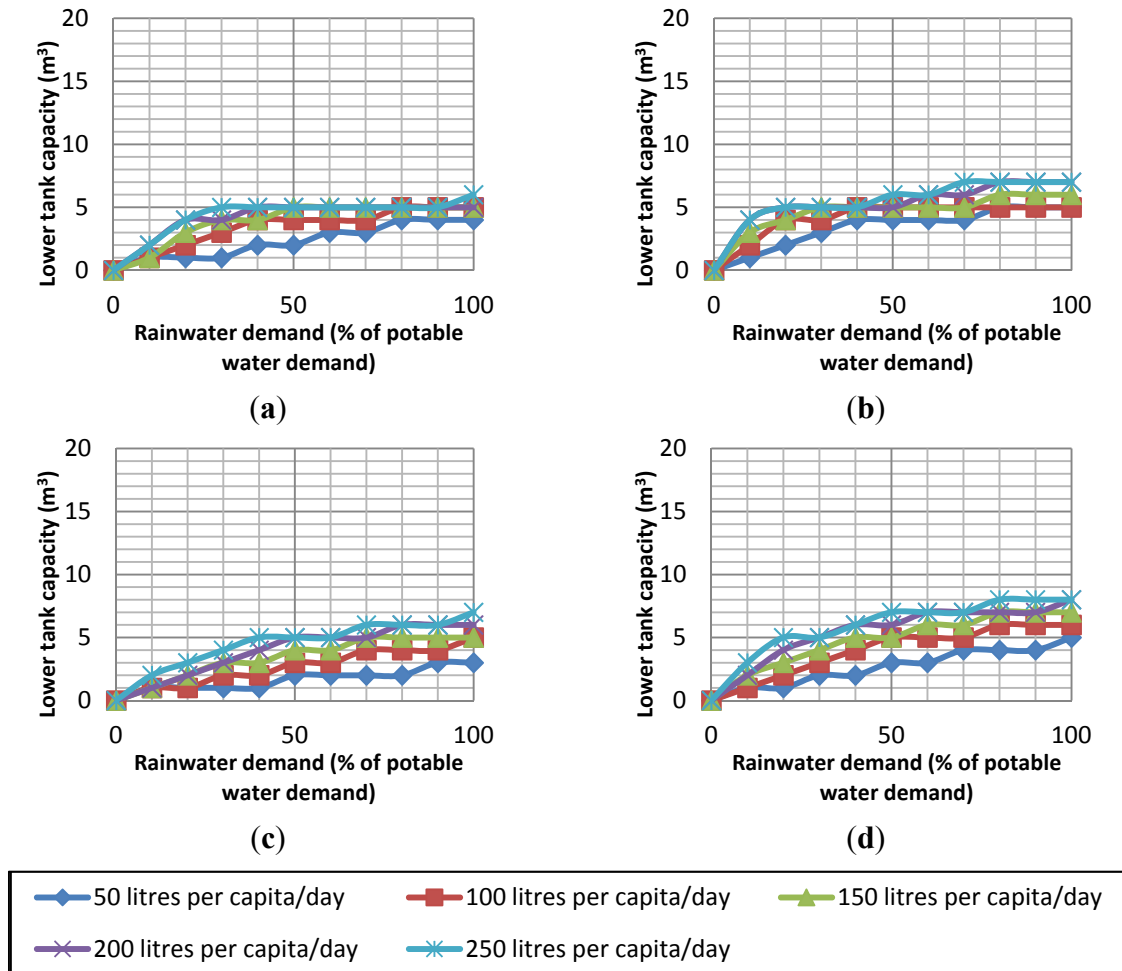 Lower tank capacity (m³)
20
15
10
5
0
0 50 100
Rainwater demand (% of potable
water demand)
(a)
Lower tank capacity (m³)
20
15
10
5
0
0 50 100
Rainwater demand (% of potable
water demand)
(b)
Lower tank capacity (m³)
20
15
10
5
0
0 50 100
Rainwater demand (% of potable
water demand)
(c)
Lower tank capacity (m³)
20
15
10
5
0
0 50 100
Rainwater demand (% of potable
water demand)
(d)
50 litres per capita/day 100 litres per capita/day 150 litres per capita/day
200 litres per capita/day 250 litres per capita/day